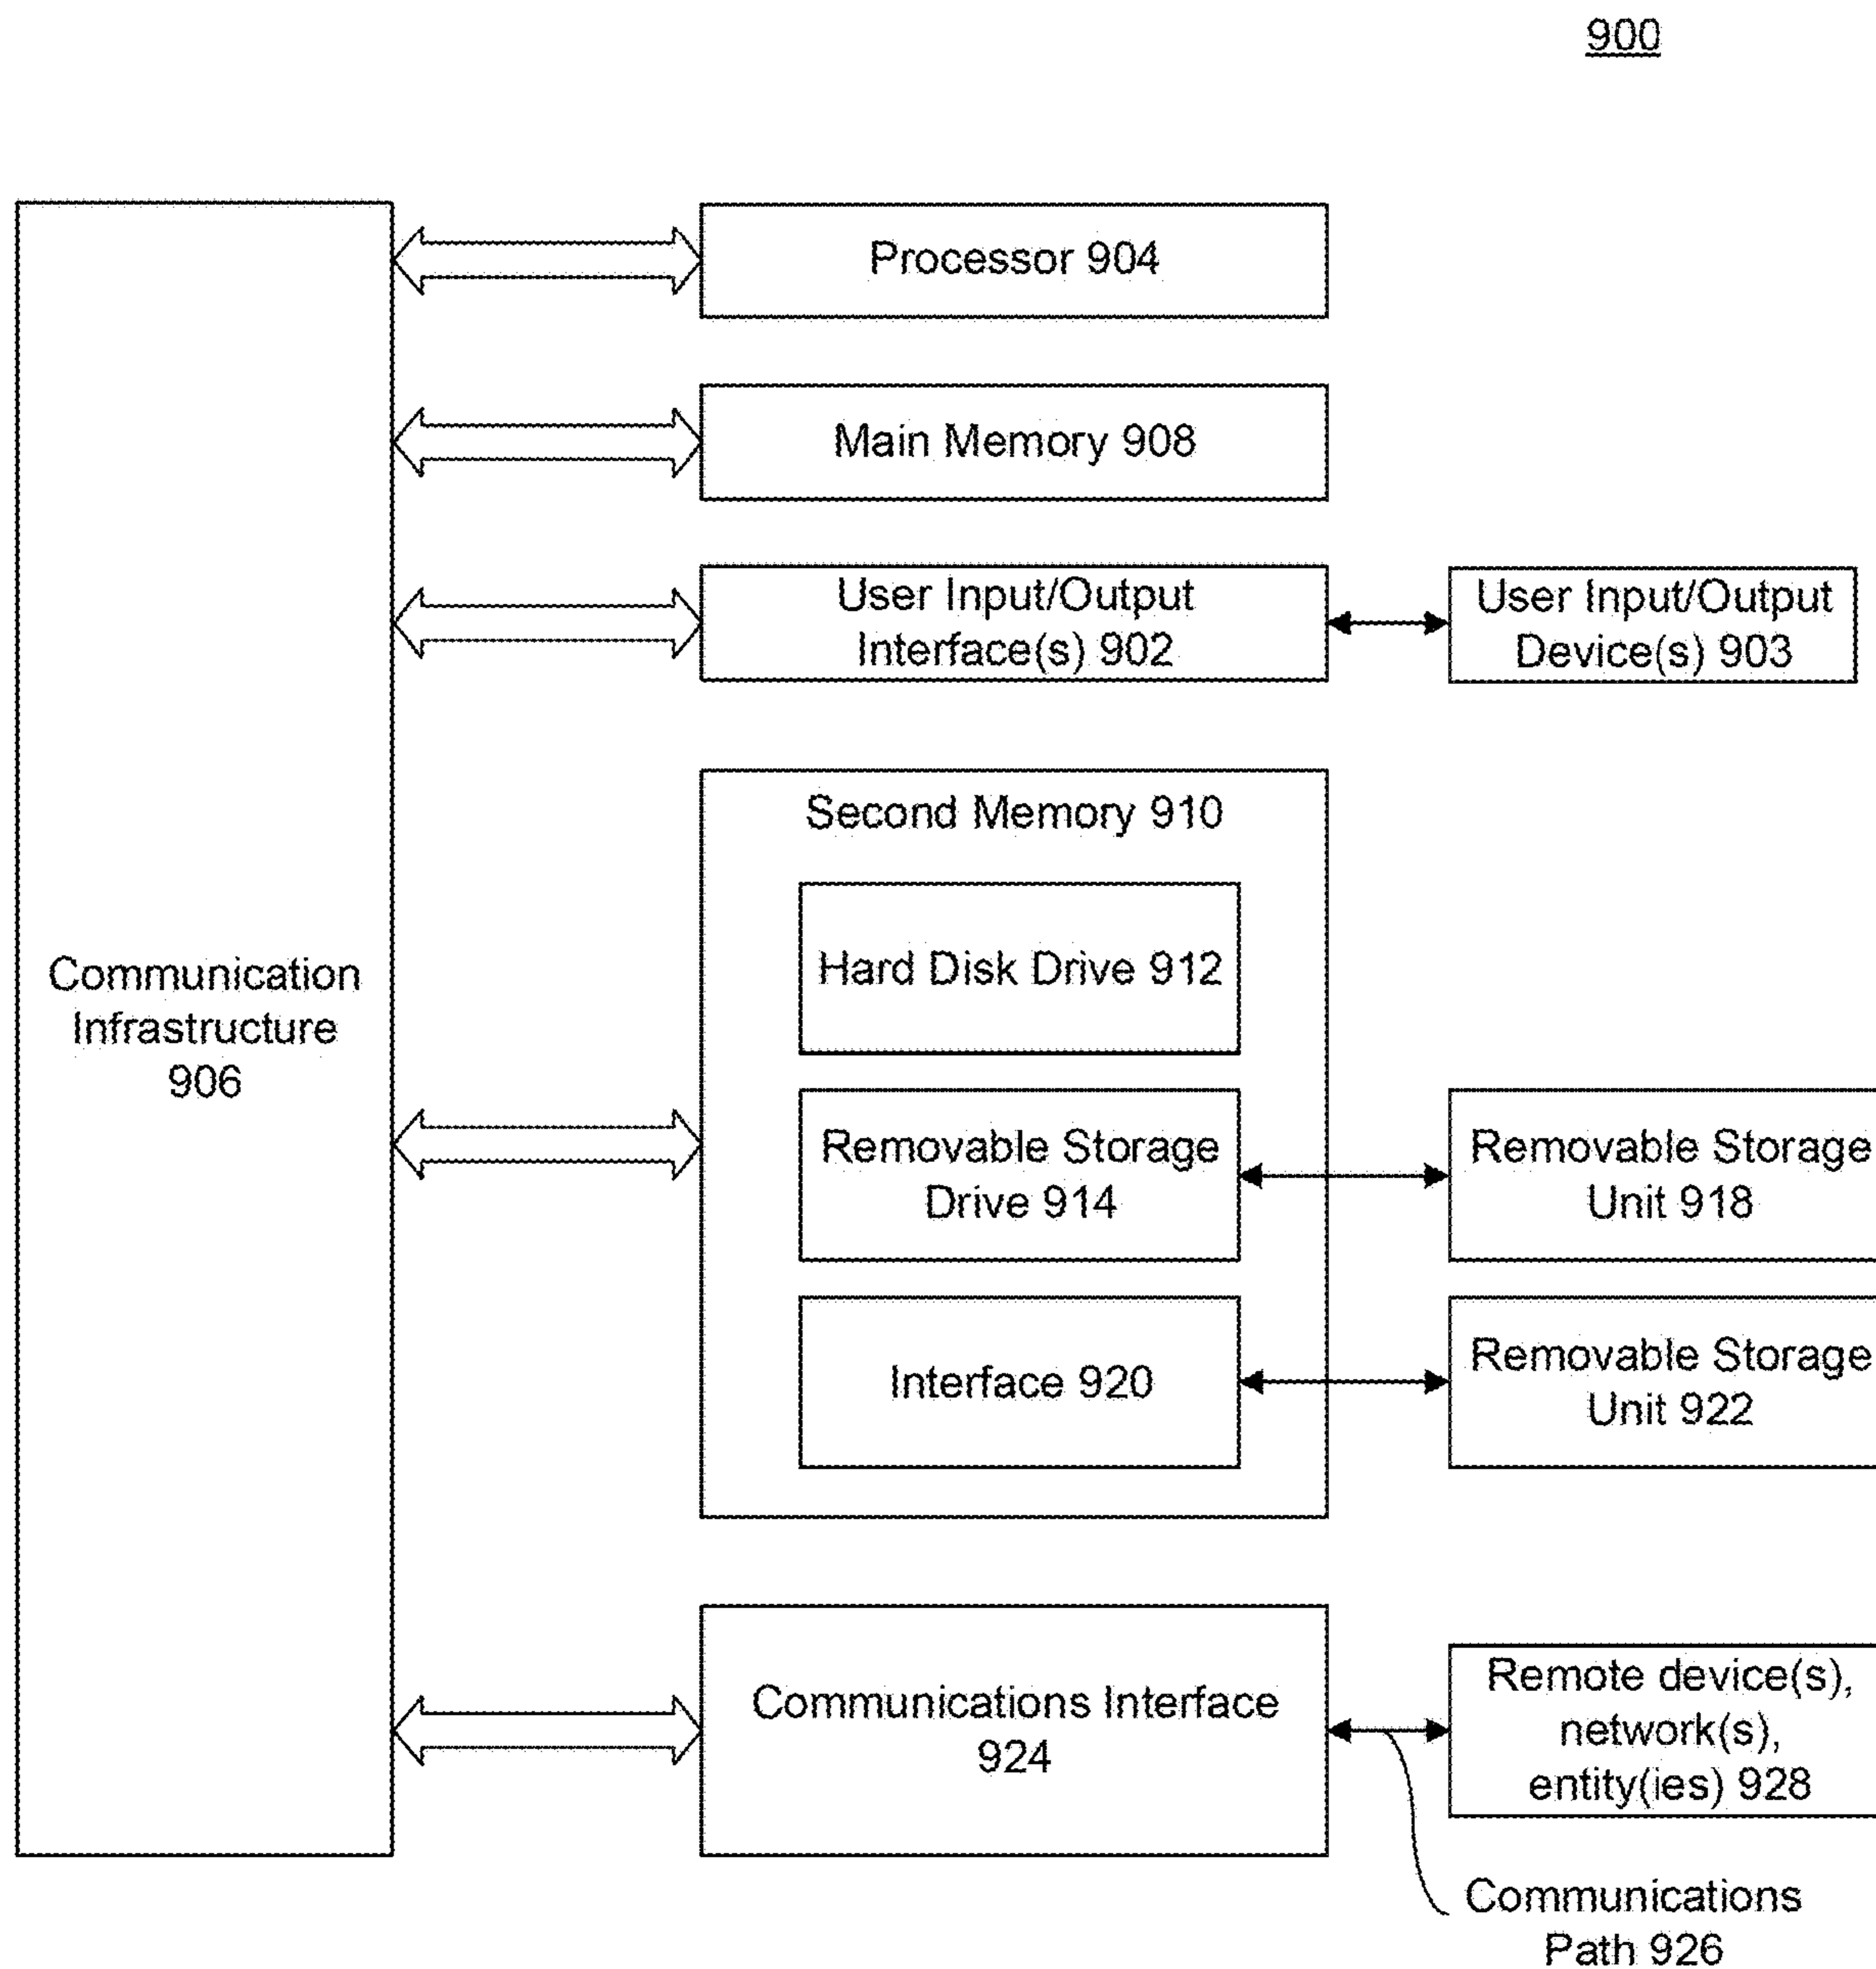 900
Processor 904
Main Memory 908
User Input/Output
Interface(s) 902
User Input/Output
Device(s) 903
Second Memory 910
Hard Disk Drive 912
Communication
Infrastructure
906
Removable Storage
Drive 914
Removable Storage
Unit 918
Interface 920
Removable Storage
Unit 922
Communications Interface
924
Remote device(s),
network(s),
entity(ies) 928
Communications
Path 926